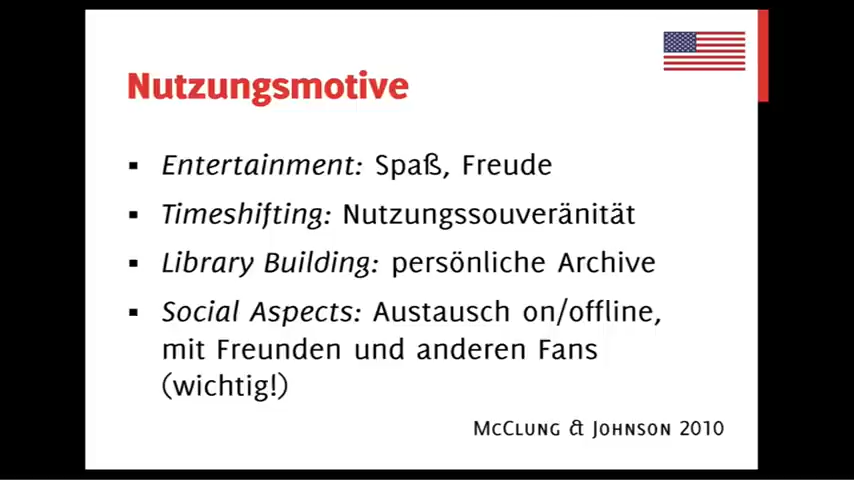 Nutzungsmotive
▪ Entertainment: Spaß, Freude
▪ Timeshifting: Nutzungssouveränität
▪ Library Building: persönliche Archive
▪ Social Aspects: Austausch on/offline,
mit Freunden und anderen Fans
(wichtig!)
McClung & Johnson 2010